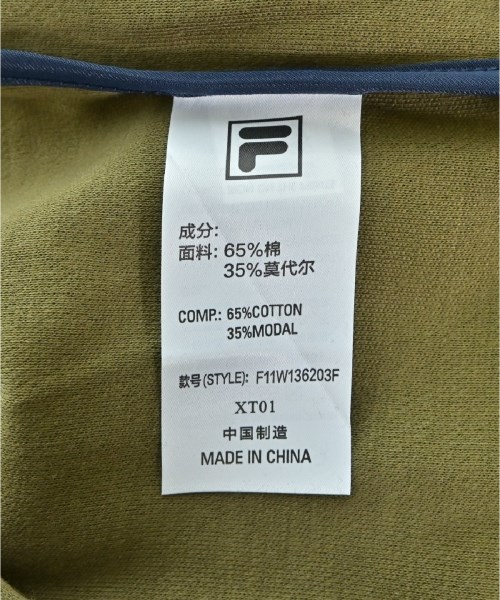 F
成分:
面料: 65%棉
35%莫代尔
COMP.: 65%COTTON
35%MODAL
款号(STYLE): F11W136203F
XT01
中国制造
MADE IN CHINA